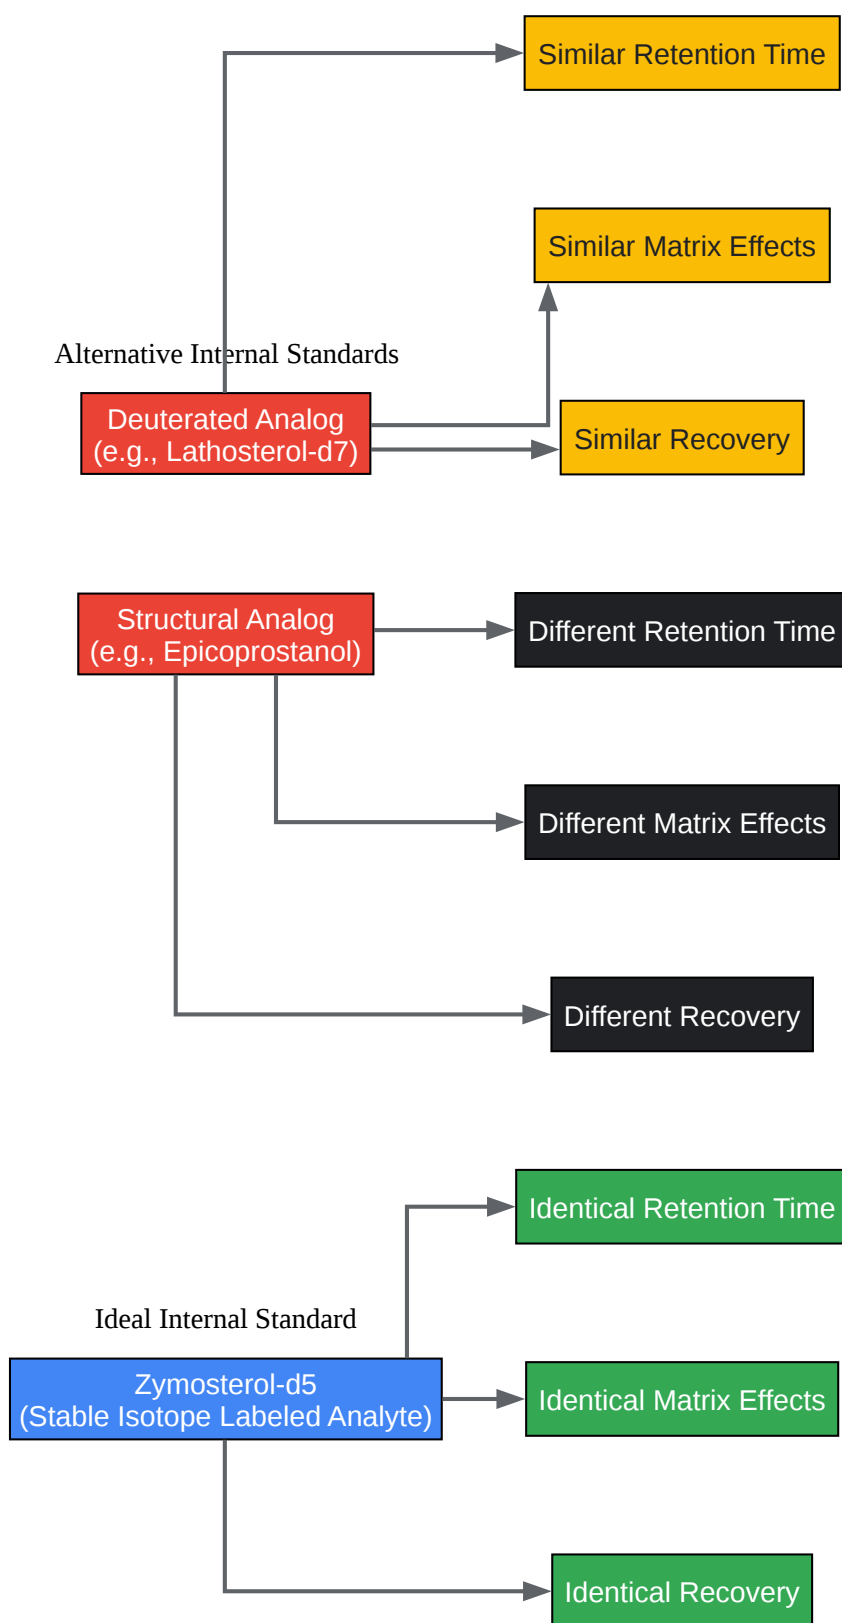 Similar Retention Time
Similar Matrix Effects
Alternative Internal Standards
Deuterated Analog
(e.g., Lathosterol-d7)
Similar Recovery
Structural Analog
(e.g., Epicoprostanol)
Different Retention Time
Different Matrix Effects
Different Recovery
Identical Retention Time
Ideal Internal Standard
Zymosterol-d5
(Stable Isotope Labeled Analyte)
Identical Matrix Effects
Identical Recovery